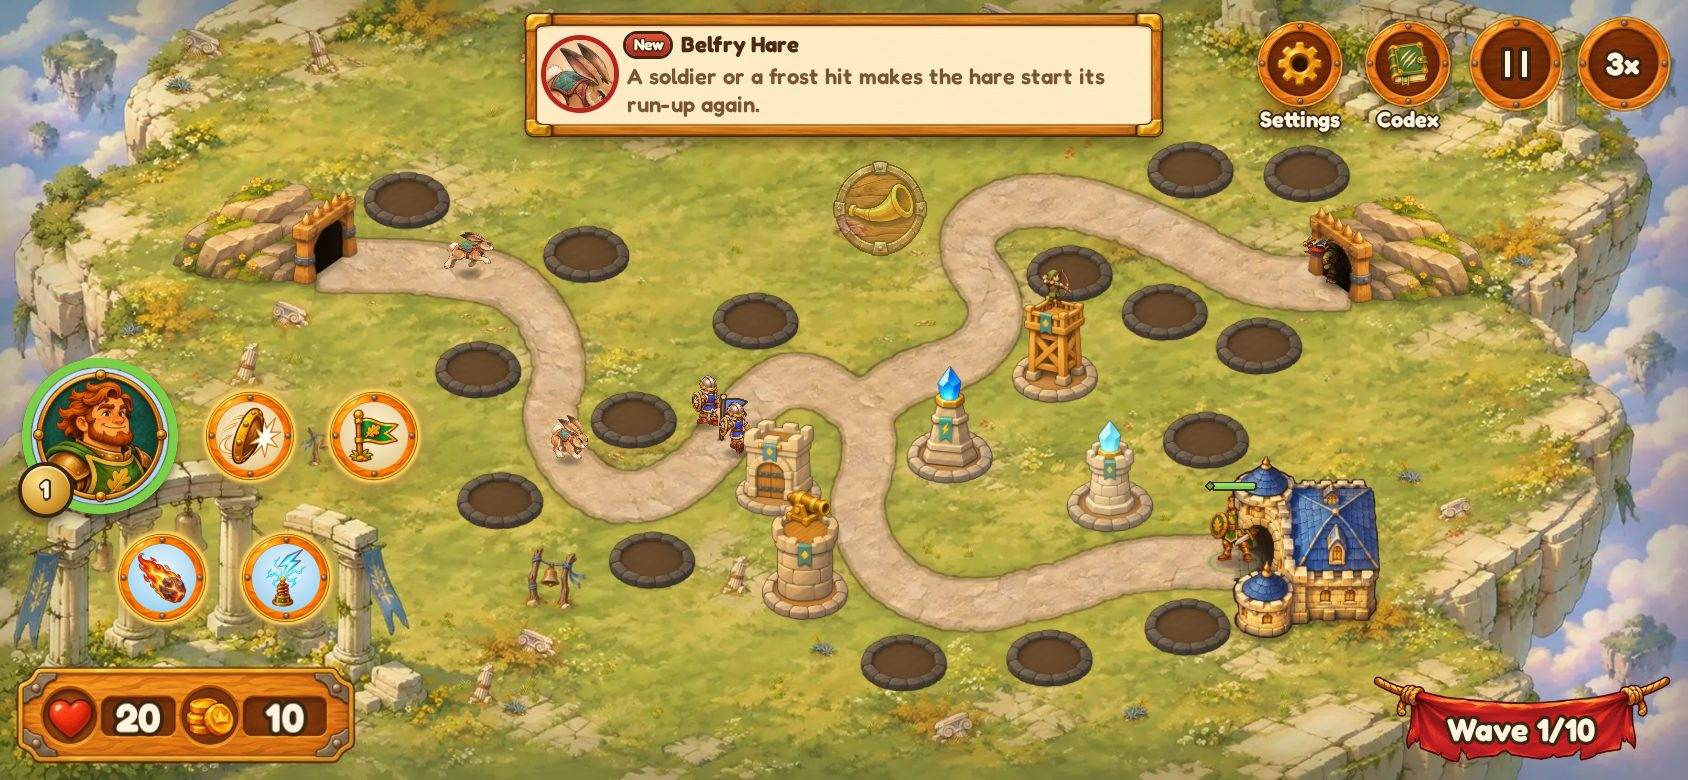 New Belfry Hare
A soldier or a frost hit makes the hare start its
run-up again.
3x
Settings
Codex
1
20
10
Wave 1/10